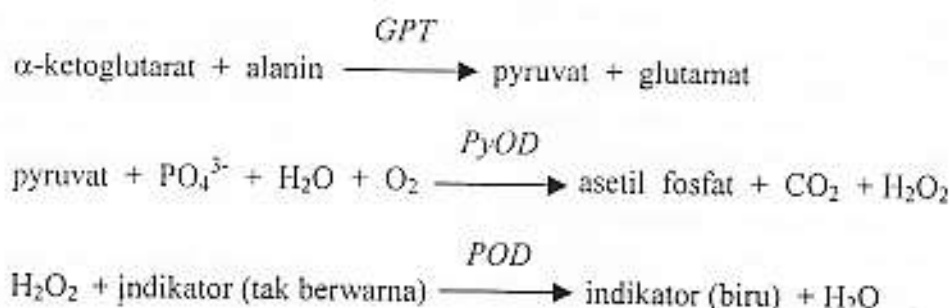 GPT
α-ketoglutarat + alanin ⟶ pyruvat + glutamat
PyOD
pyruvat + PO₄³⁻ + H₂O + O₂ ⟶ asetil fosfat + CO₂ + H₂O₂
POD
H₂O₂ + indikator (tak berwarna) ⟶ indikator (biru) + H₂O